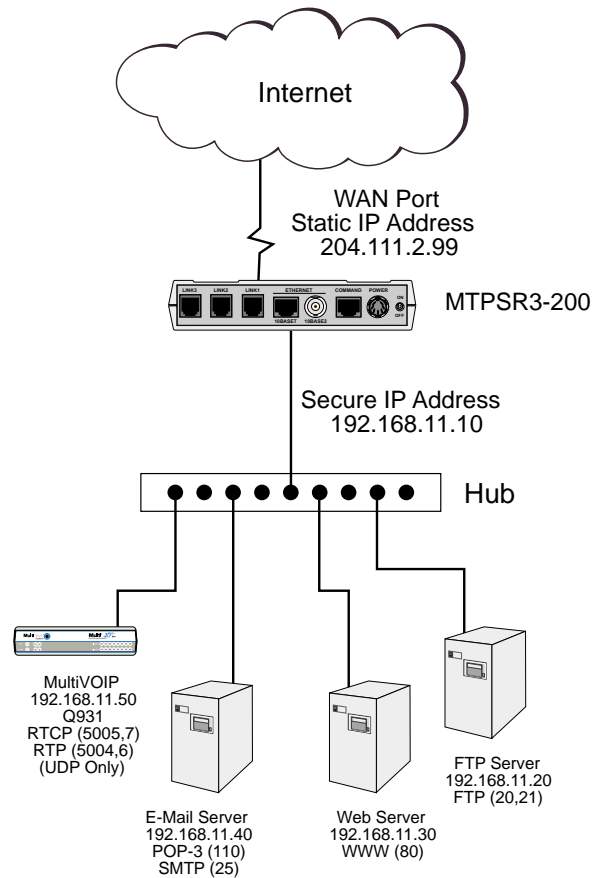 Internet
WAN Port
Static IP Address
204.111.2.99
LINK3 LINK2 LINK1 ETHERNET COMMAND POWER
10BASET 10BASE2
ON
OFF
MTPSR3-200
Secure IP Address
192.168.11.10
Hub
MultiVOIP
192.168.11.50
Q931
RTCP (5005,7)
RTP (5004,6)
(UDP Only)
E-Mail Server
192.168.11.40
POP-3 (110)
SMTP (25)
Web Server
192.168.11.30
WWW (80)
FTP Server
192.168.11.20
FTP (20,21)